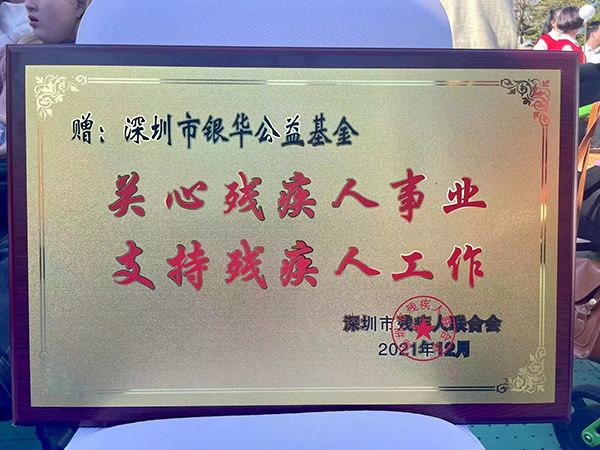 赠：深圳市银华公益基金
关心残疾人事业
支持残疾人工作
深圳市残疾人联合会
2021年12月